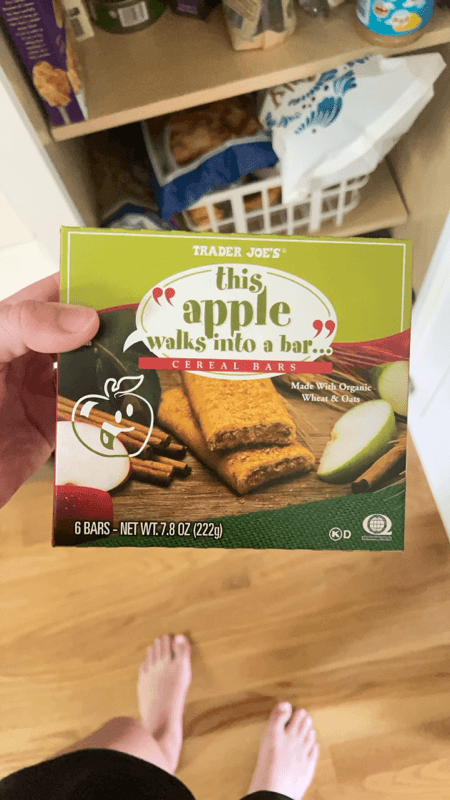 TRADER JOE'S®
this
❝apple❞
walks into a bar...
CEREAL BARS
Made With Organic
Wheat & Oats
6 BARS - NET WT. 7.8 OZ (222g)
K D